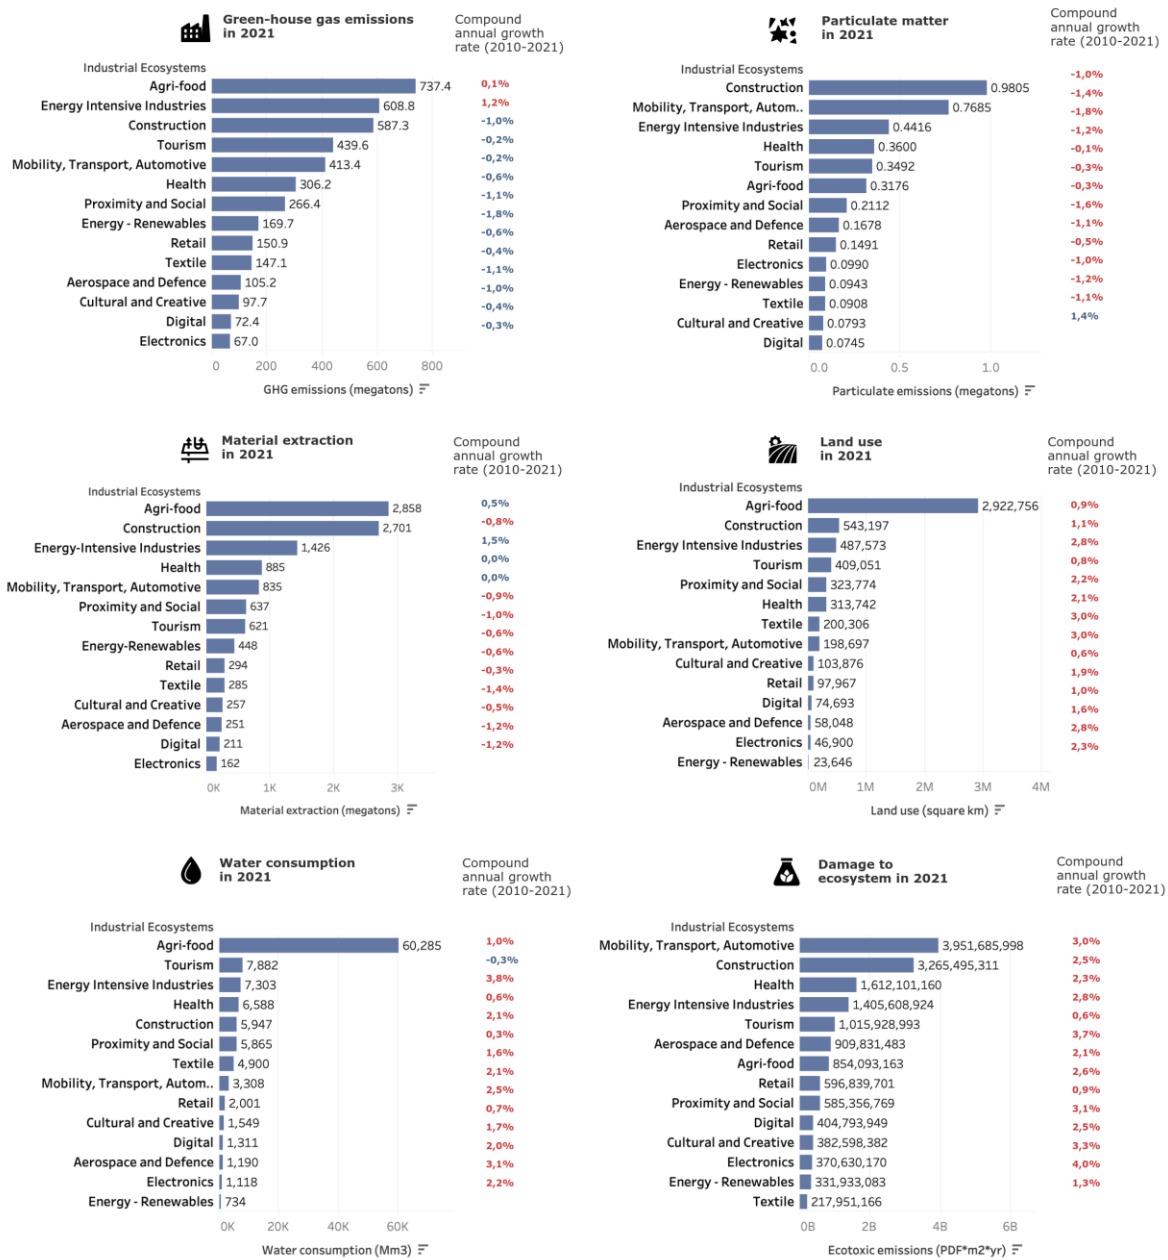 Green-house gas emissions
in 2021
Compound
annual growth
rate (2010-2021)
Industrial Ecosystems
Agri-food 737.4 0,1%
Energy Intensive Industries 608.8 1,2%
Construction 587.3 -1,0%
Tourism 439.6 -0,2%
Mobility, Transport, Automotive 413.4 -0,2%
Health 306.2 -0,6%
Proximity and Social 266.4 -1,1%
Energy - Renewables 169.7 -1,8%
Retail 150.9 -0,6%
Textile 147.1 -0,4%
Aerospace and Defence 105.2 -1,1%
Cultural and Creative 97.7 -1,0%
Digital 72.4 -0,4%
Electronics 67.0 -0,3%
0 200 400 600 800
GHG emissions (megatons)
Particulate matter
in 2021
Compound
annual growth
rate (2010-2021)
Industrial Ecosystems
Construction 0.9805 -1,0%
Mobility, Transport, Autom.. 0.7685 -1,4%
Energy Intensive Industries 0.4416 -1,8%
Health 0.3600 -1,2%
Tourism 0.3492 -0,1%
Agri-food 0.3176 -0,3%
Proximity and Social 0.2112 -0,3%
Aerospace and Defence 0.1678 -1,6%
Retail 0.1491 -1,1%
Electronics 0.0990 -0,5%
Energy - Renewables 0.0943 -1,0%
Textile 0.0908 -1,2%
Cultural and Creative 0.0793 -1,1%
Digital 0.0745 1,4%
0.0 0.5 1.0
Particulate emissions (megatons)
Material extraction
in 2021
Compound
annual growth
rate (2010-2021)
Industrial Ecosystems
Agri-food 2,858 0,5%
Construction 2,701 -0,8%
Energy-Intensive Industries 1,426 1,5%
Health 885 0,0%
Mobility, Transport, Automotive 835 0,0%
Proximity and Social 637 -0,9%
Tourism 621 -1,0%
Energy-Renewables 448 -0,6%
Retail 294 -0,6%
Textile 285 -0,3%
Cultural and Creative 257 -1,4%
Aerospace and Defence 251 -0,5%
Digital 211 -1,2%
Electronics 162 -1,2%
0K 1K 2K 3K
Material extraction (megatons)
Land use
in 2021
Compound
annual growth
rate (2010-2021)
Industrial Ecosystems
Agri-food 2,922,756 0,9%
Construction 543,197 1,1%
Energy Intensive Industries 487,573 2,8%
Tourism 409,051 0,8%
Proximity and Social 323,774 2,2%
Health 313,742 2,1%
Textile 200,306 3,0%
Mobility, Transport, Automotive 198,697 3,0%
Cultural and Creative 103,876 0,6%
Retail 97,967 1,9%
Digital 74,693 1,0%
Aerospace and Defence 58,048 1,6%
Electronics 46,900 2,8%
Energy - Renewables 23,646 2,3%
0M 1M 2M 3M 4M
Land use (square km)
Water consumption
in 2021
Compound
annual growth
rate (2010-2021)
Industrial Ecosystems
Agri-food 60,285 1,0%
Tourism 7,882 -0,3%
Energy Intensive Industries 7,303 3,8%
Health 6,588 0,6%
Construction 5,947 2,1%
Proximity and Social 5,865 0,3%
Textile 4,900 1,6%
Mobility, Transport, Autom.. 3,308 2,1%
Retail 2,001 2,5%
Cultural and Creative 1,549 0,7%
Digital 1,311 1,7%
Aerospace and Defence 1,190 2,0%
Electronics 1,118 3,1%
Energy - Renewables 734 2,2%
0K 20K 40K 60K
Water consumption (Mm3)
Damage to
ecosystem in 2021
Compound
annual growth
rate (2010-2021)
Industrial Ecosystems
Mobility, Transport, Automotive 3,951,685,998 3,0%
Construction 3,265,495,311 2,5%
Health 1,612,101,160 2,3%
Energy Intensive Industries 1,405,608,924 2,8%
Tourism 1,015,928,993 0,6%
Aerospace and Defence 909,831,483 3,7%
Agri-food 854,093,163 2,1%
Retail 596,839,701 2,6%
Proximity and Social 585,356,769 0,9%
Digital 404,793,949 3,1%
Cultural and Creative 382,598,382 2,5%
Electronics 370,630,170 3,3%
Energy - Renewables 331,933,083 4,0%
Textile 217,951,166 1,3%
0B 2B 4B 6B
Ecotoxic emissions (PDF*m2*yr)